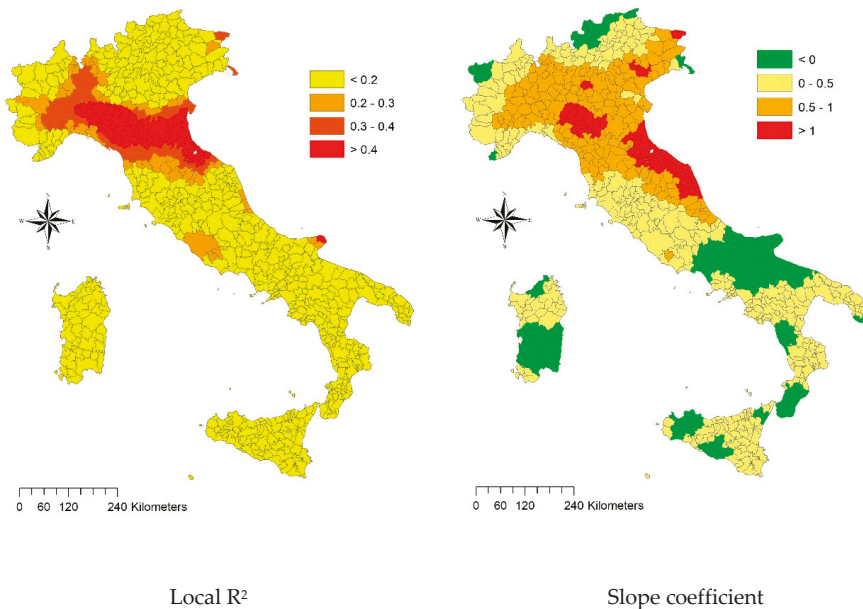 < 0.2
0.2 - 0.3
0.3 - 0.4
> 0.4
N
W E
S
0 60 120 240 Kilometers
Local R²
< 0
0 - 0.5
0.5 - 1
> 1
N
W E
S
0 60 120 240 Kilometers
Slope coefficient